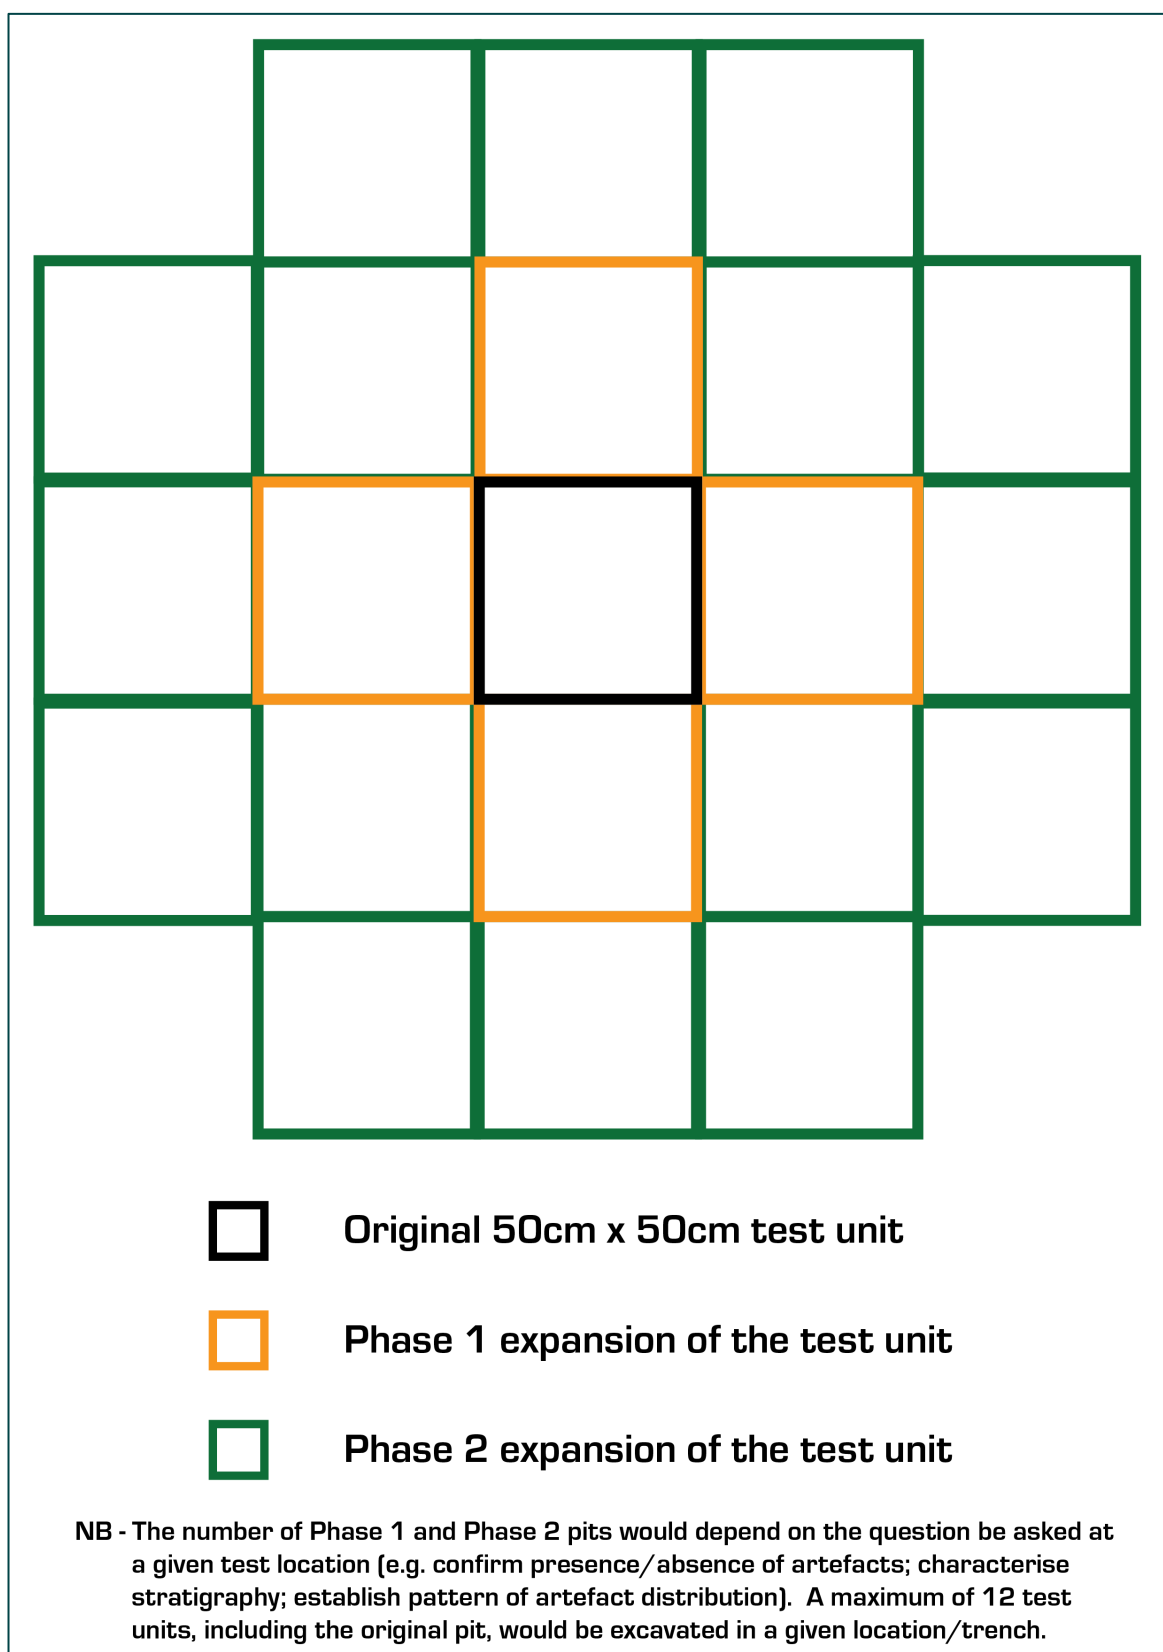 Original 50cm x 50cm test unit
Phase 1 expansion of the test unit
Phase 2 expansion of the test unit
NB - The number of Phase 1 and Phase 2 pits would depend on the question be asked at
a given test location (e.g. confirm presence/absence of artefacts; characterise
stratigraphy; establish pattern of artefact distribution).  A maximum of 12 test
units, including the original pit, would be excavated in a given location/trench.